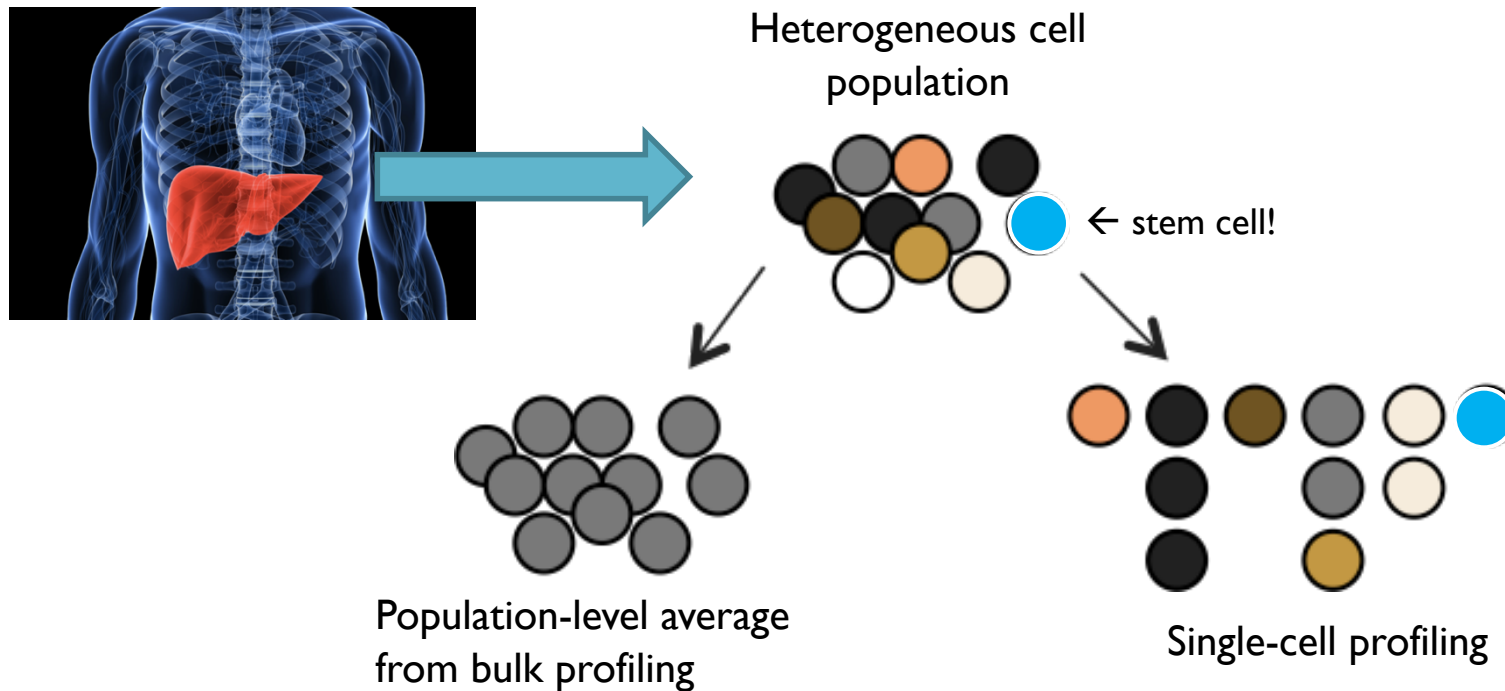 Heterogeneous cell
population
← stem cell!
Population-level average
from bulk profiling
Single-cell profiling